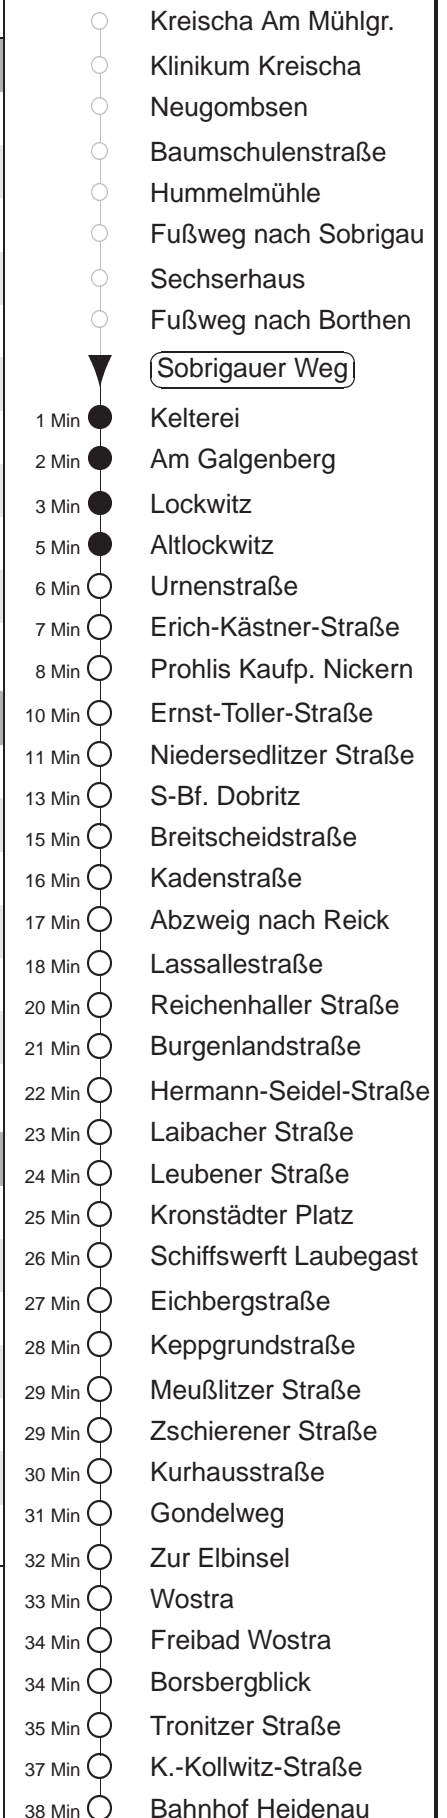 Kreischa Am Mühlgr.
Klinikum Kreischa
Neugombsen
Baumschulenstraße
Hummelmühle
Fußweg nach Sobrigau
Sechserhaus
Fußweg nach Borthen
Sobrigauer Weg
1 Min Kelterei
2 Min Am Galgenberg
3 Min Lockwitz
5 Min Altlockwitz
6 Min Urnenstraße
7 Min Erich-Kästner-Straße
8 Min Prohlis Kaufp. Nickern
10 Min Ernst-Toller-Straße
11 Min Niedersedlitzer Straße
13 Min S-Bf. Dobritz
15 Min Breitscheidstraße
16 Min Kadenstraße
17 Min Abzweig nach Reick
18 Min Lassallestraße
20 Min Reichenhaller Straße
21 Min Burgenlandstraße
22 Min Hermann-Seidel-Straße
23 Min Laibacher Straße
24 Min Leubener Straße
25 Min Kronstädter Platz
26 Min Schiffswerft Laubegast
27 Min Eichbergstraße
28 Min Keppgrundstraße
29 Min Meußlitzer Straße
29 Min Zschierener Straße
30 Min Kurhausstraße
31 Min Gondelweg
32 Min Zur Elbinsel
33 Min Wostra
34 Min Freibad Wostra
34 Min Borsbergblick
35 Min Tronitzer Straße
37 Min K.-Kollwitz-Straße
38 Min Bahnhof Heidenau